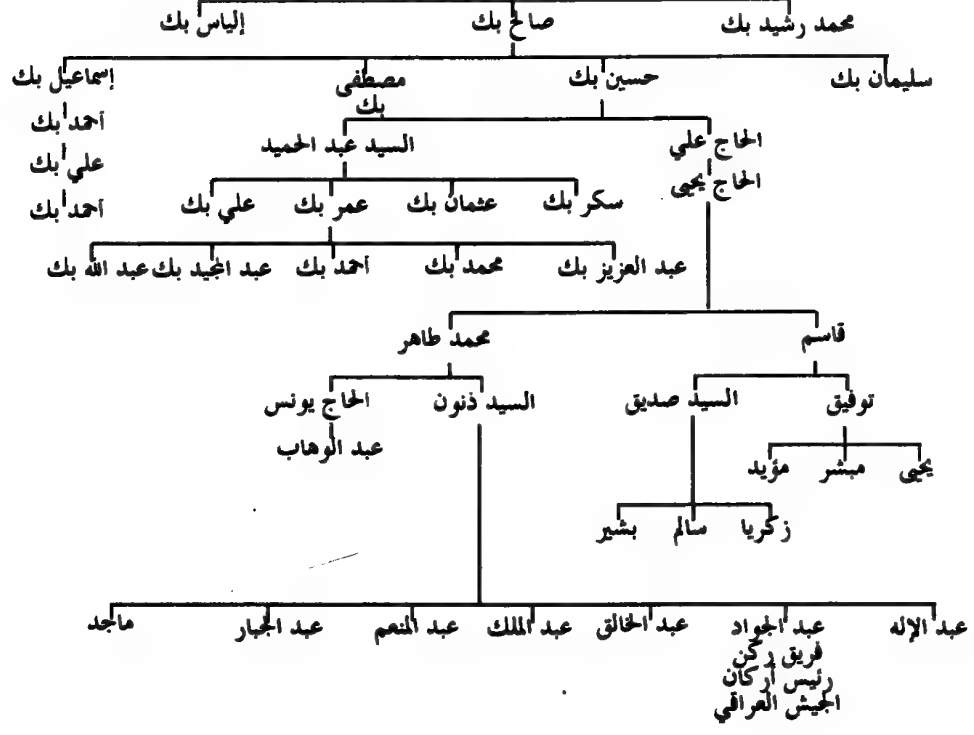 محمد رشيد بك صالح بك إلياس بك
سليمان بك حسين بك مصطفى بك إسماعيل بك
أحمد بك
علي بك
أحمد بك
الحاج علي السيد عبد الحميد
الحاج يحيى
سكر بك عثمان بك عمر بك علي بك
عبد العزيز بك محمد بك أحمد بك عبد المجيد بك عبد الله بك
قاسم محمد طاهر
توفيق السيد صديق السيد ذنون الحاج يونس
عبد الوهاب
يحيى مبشر مؤيد
زكريا سالم بشير
عبد الإله عبد الجواد عبد الخالق عبد الملك عبد المنعم عبد الجبار ماجد
فريق ركن
رئيس أركان
الجيش العراقي